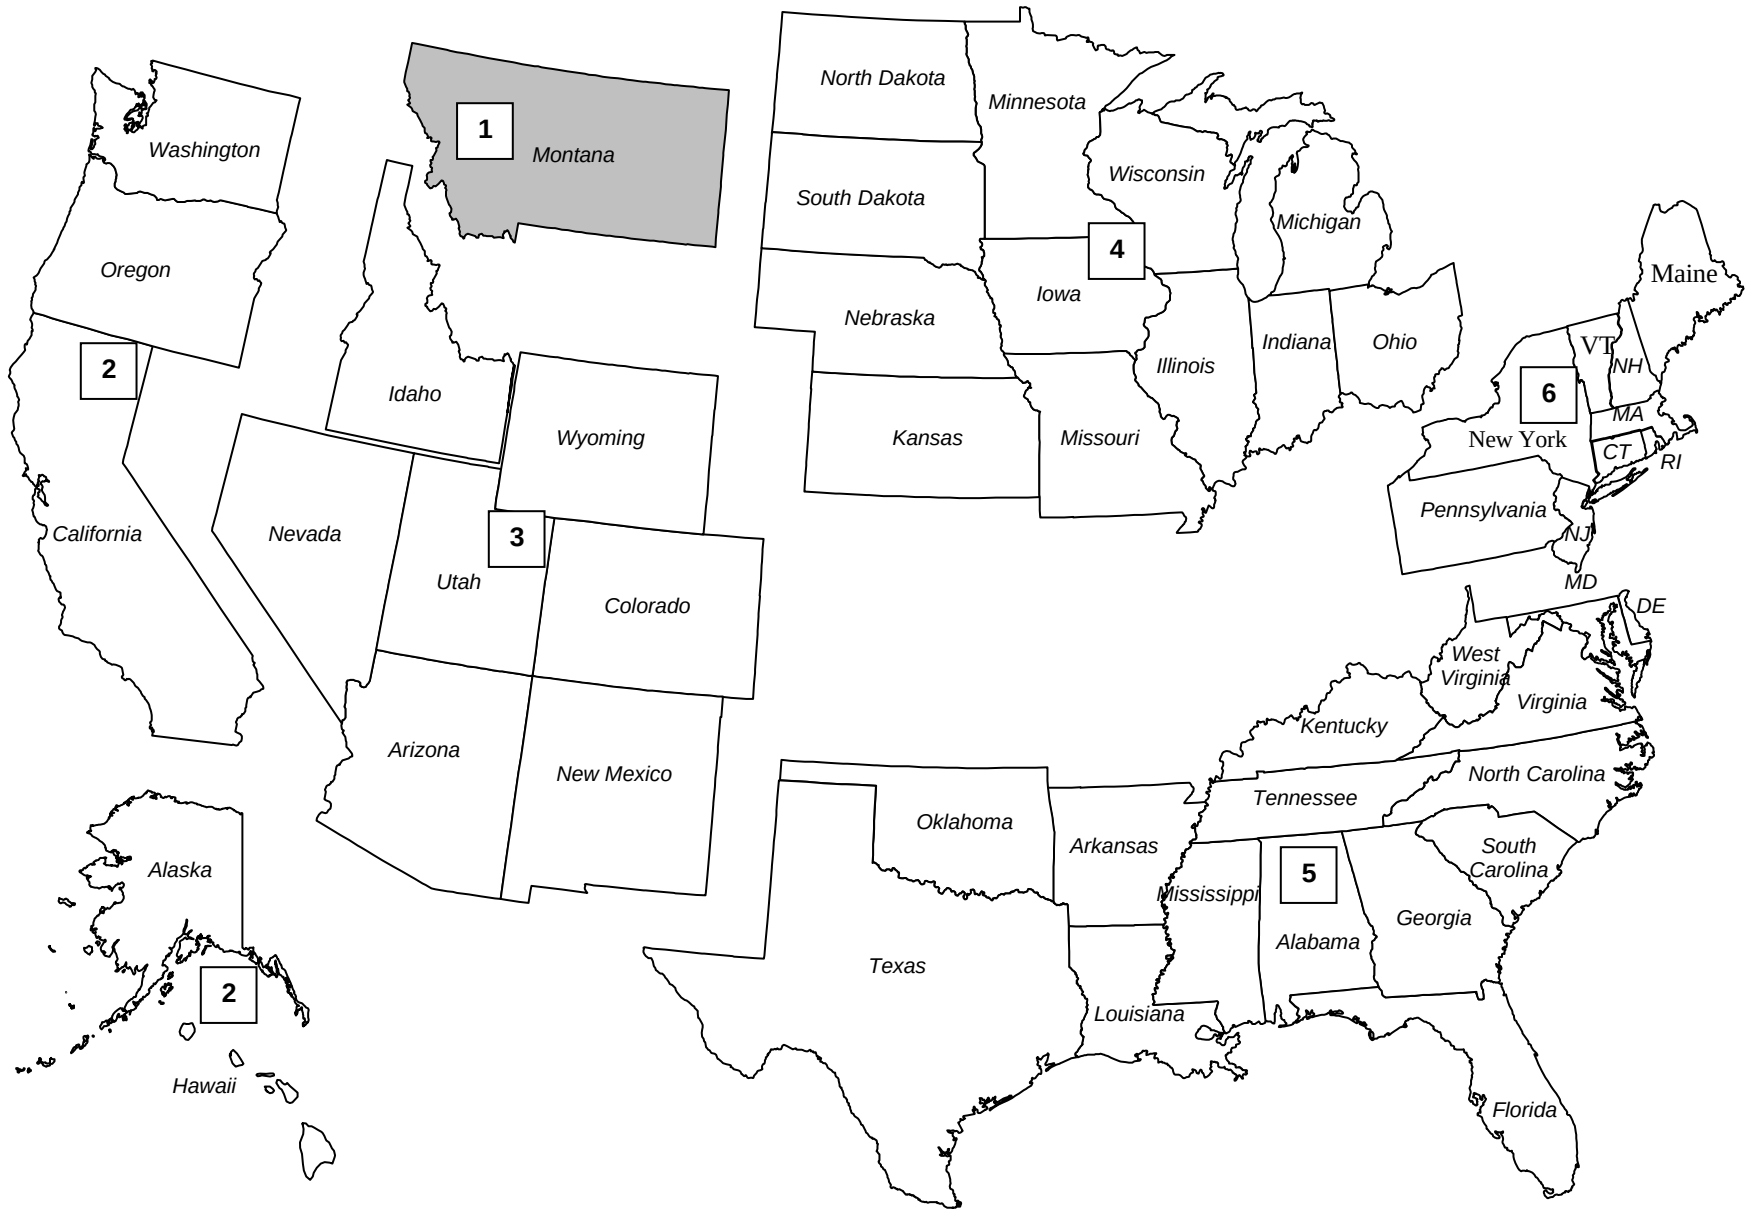 North Dakota
Minnesota
1
Washington
Montana
Wisconsin
South Dakota
Michigan
4
Oregon
Maine
Iowa
Nebraska
Indiana
Ohio
VT
2
Illinois
NH
Idaho
6
MA
Wyoming
Kansas
Missouri
New York
CT
RI
Pennsylvania
California
Nevada
3
NJ
Utah
MD
Colorado
DE
West
Virginia
Virginia
Kentucky
Arizona
New Mexico
North Carolina
Tennessee
Oklahoma
Arkansas
South
Carolina
Alaska
5
Mississippi
Georgia
Alabama
Texas
2
Louisiana
Hawaii
Florida